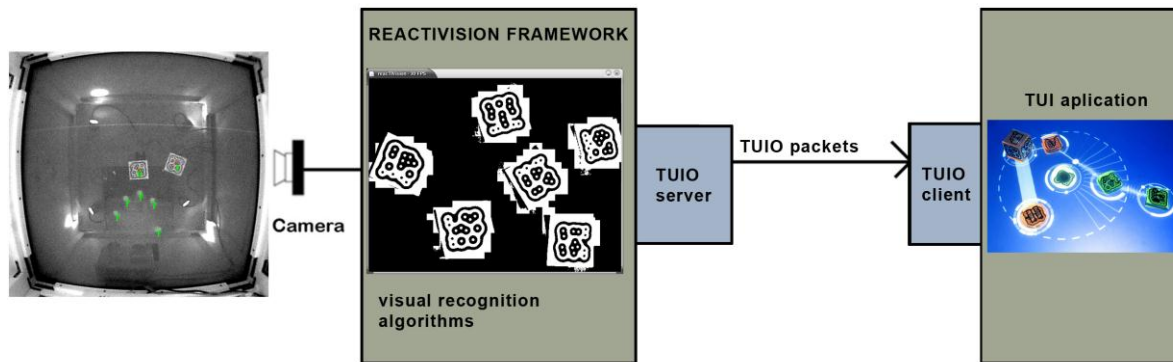 REACTIVISION FRAMEWORK
Camera
visual recognition
algorithms
TUIO
server
TUIO packets
TUIO
client
TUI aplication